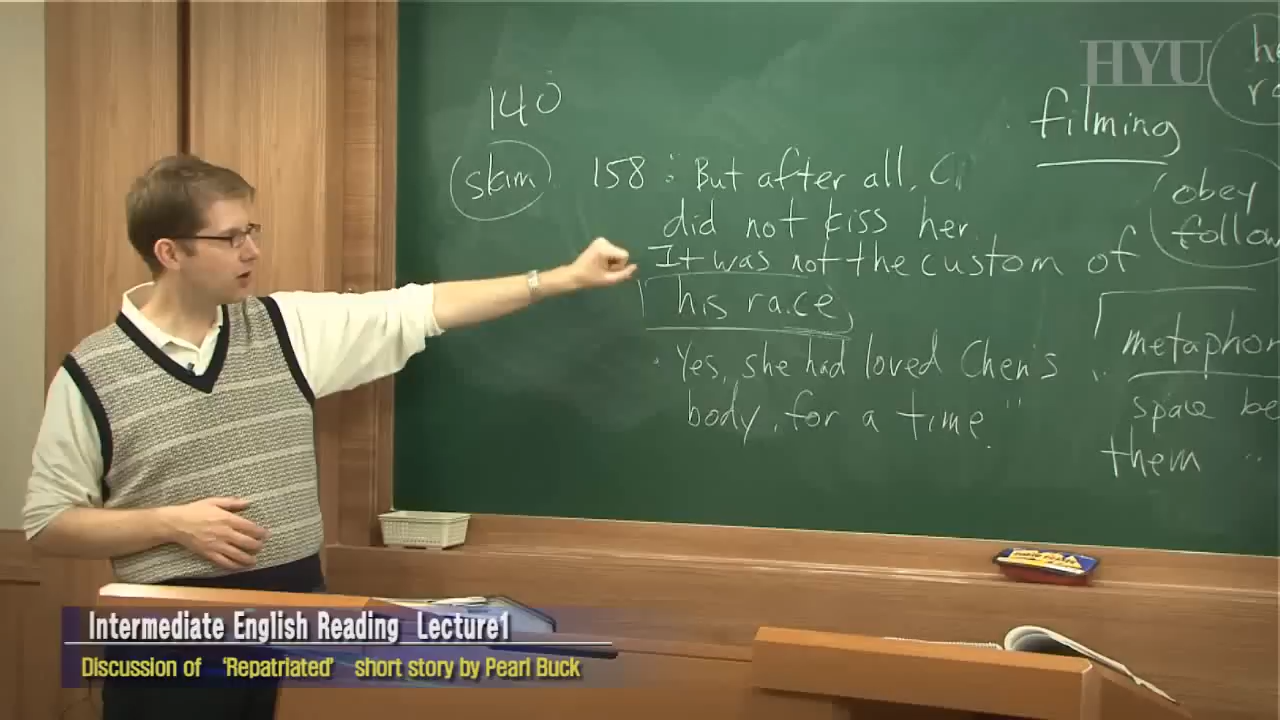 HYU
140
skim
158 : But after all, C
did not kiss her.
It was not the custom of
his race
Yes, she had loved Chen's
body, for a time."
filming
obey
follow
metaphor
space be
them ..
Intermediate English Reading Lecture1
Discussion of 'Repatriated' short story by Pearl Buck